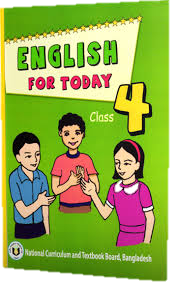 ENGLISH
FOR TODAY
Class 4
National Curriculum and Textbook Board, Bangladesh